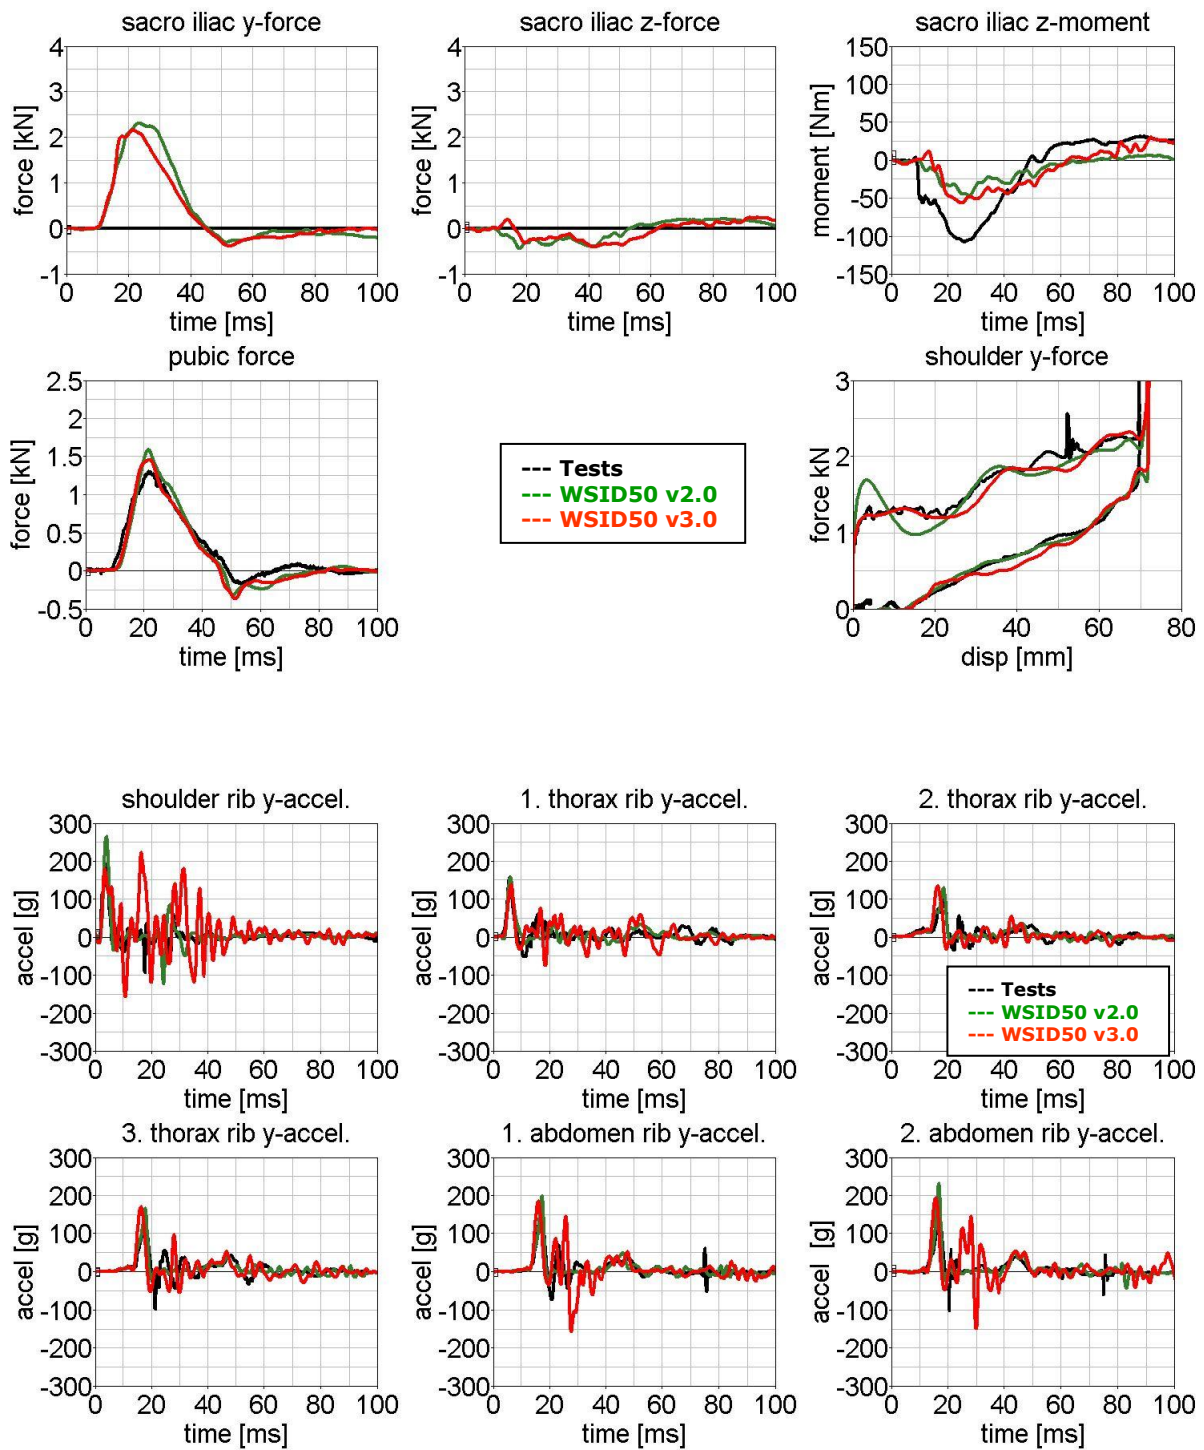 sacro iliac y-force
sacro iliac z-force
sacro iliac z-moment
4
3
2
1
0
-1
force [kN]
0 20 40 60 80 100
time [ms]
4
3
2
1
0
-1
force [kN]
0 20 40 60 80 100
time [ms]
150
100
50
0
-50
-100
-150
moment [Nm]
0 20 40 60 80 100
time [ms]
pubic force
2.5
2
1.5
1
0.5
0
-0.5
force [kN]
0 20 40 60 80 100
time [ms]
--- Tests
--- WSID50 v2.0
--- WSID50 v3.0
shoulder y-force
3
2
1
0
force kN
0 20 40 60 80
disp [mm]
shoulder rib y-accel.
300
200
100
0
-100
-200
-300
accel [g]
0 20 40 60 80 100
time [ms]
1. thorax rib y-accel.
300
200
100
0
-100
-200
-300
accel [g]
0 20 40 60 80 100
time [ms]
2. thorax rib y-accel.
300
200
100
0
-100
-200
-300
accel [g]
--- Tests
--- WSID50 v2.0
--- WSID50 v3.0
0 20 40 60 80 100
time [ms]
3. thorax rib y-accel.
300
200
100
0
-100
-200
-300
accel [g]
0 20 40 60 80 100
time [ms]
1. abdomen rib y-accel.
300
200
100
0
-100
-200
-300
accel [g]
0 20 40 60 80 100
time [ms]
2. abdomen rib y-accel.
300
200
100
0
-100
-200
-300
accel [g]
0 20 40 60 80 100
time [ms]